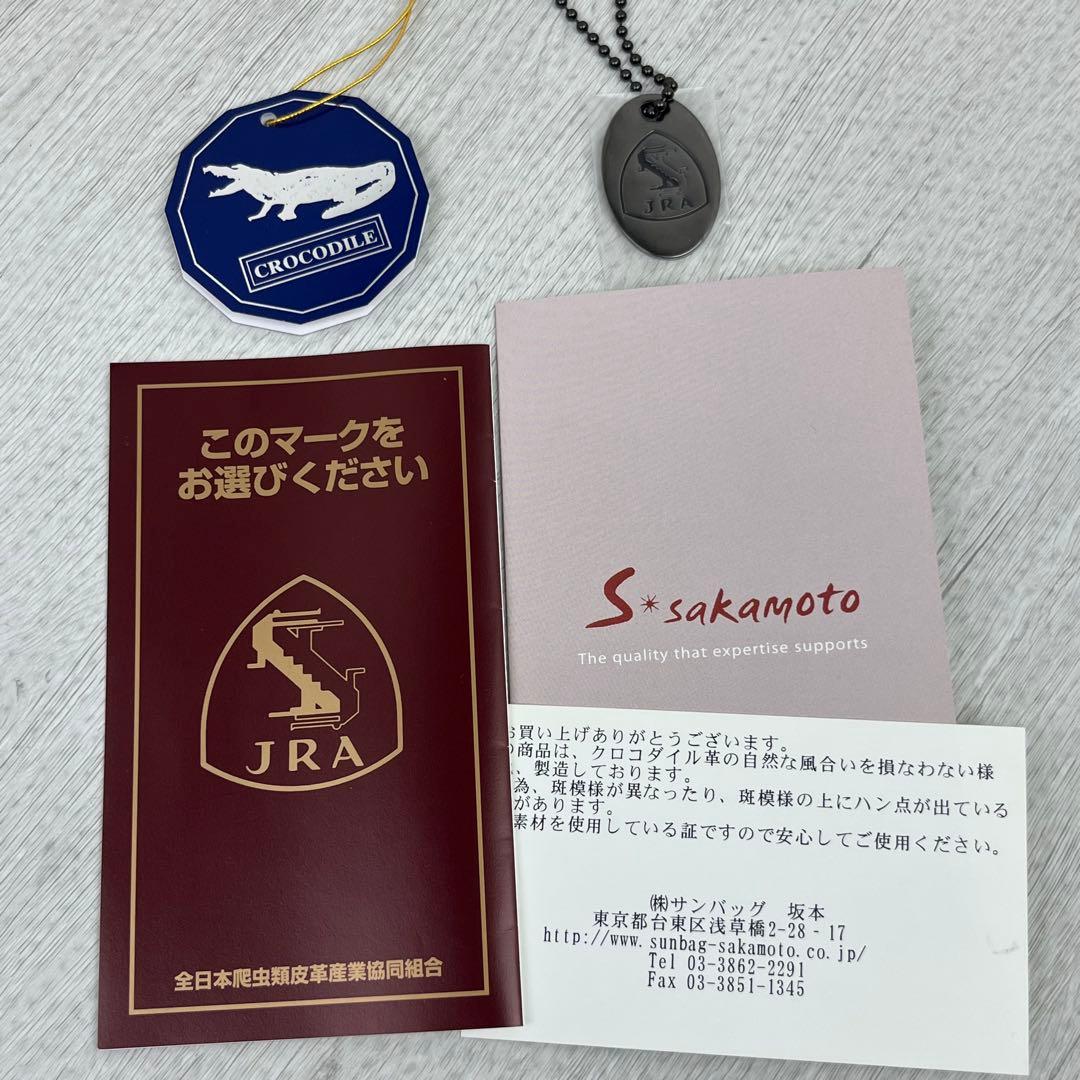 CROCODILE
JRA
このマークを
お選びください
JRA
全日本爬虫類皮革産業協同組合
S*sakamoto
The quality that expertise supports
お買い上げありがとうございます。
商品は、クロコダイル革の自然な風合いを損なわない様
、製造しております。
為、斑模様が異なったり、斑模様の上にハン点が出ている
があります。
素材を使用している証ですので安心してご使用ください。
㈱サンバッグ 坂本
東京都台東区浅草橋2-28-17
http://www.sunbag-sakamoto.co.jp/
Tel 03-3862-2291
Fax 03-3851-1345